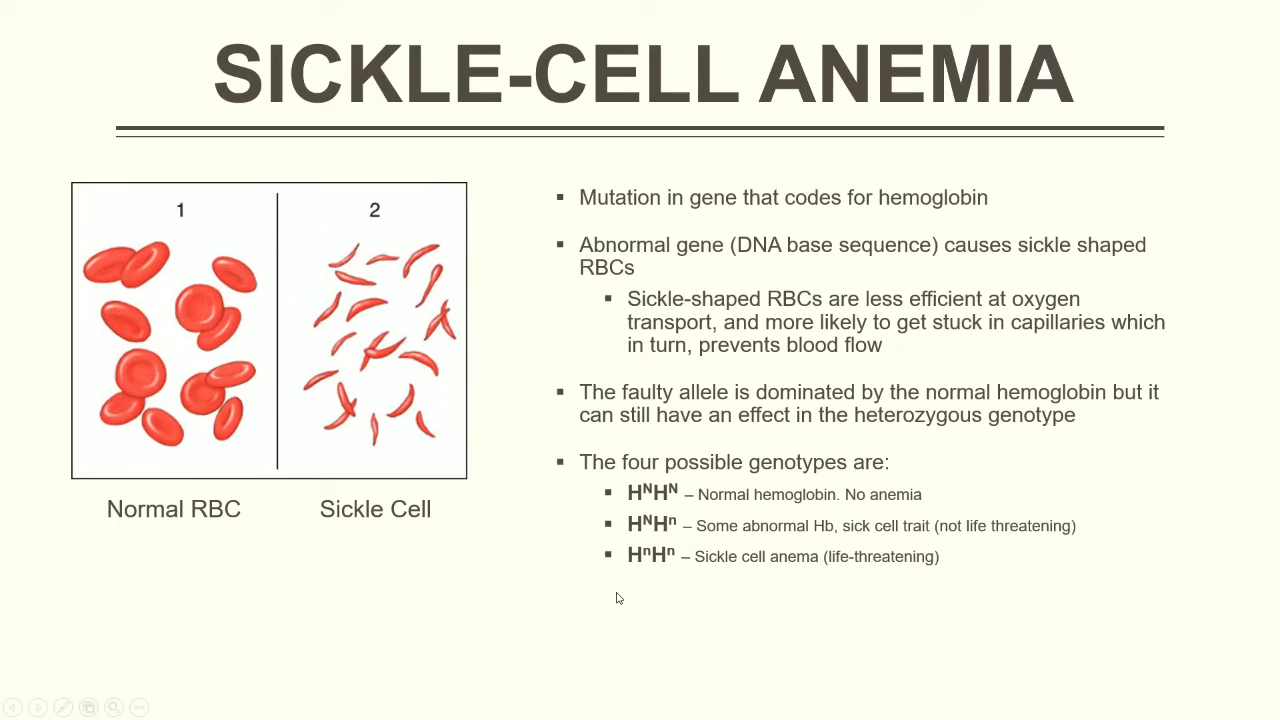 SICKLE-CELL ANEMIA
1
2
Normal RBC
Sickle Cell
▪ Mutation in gene that codes for hemoglobin
▪ Abnormal gene (DNA base sequence) causes sickle shaped
RBCs
▪ Sickle-shaped RBCs are less efficient at oxygen
transport, and more likely to get stuck in capillaries which
in turn, prevents blood flow
▪ The faulty allele is dominated by the normal hemoglobin but it
can still have an effect in the heterozygous genotype
▪ The four possible genotypes are:
▪ HᴺHᴺ – Normal hemoglobin. No anemia
▪ HᴺHⁿ – Some abnormal Hb, sick cell trait (not life threatening)
▪ HⁿHⁿ – Sickle cell anema (life-threatening)